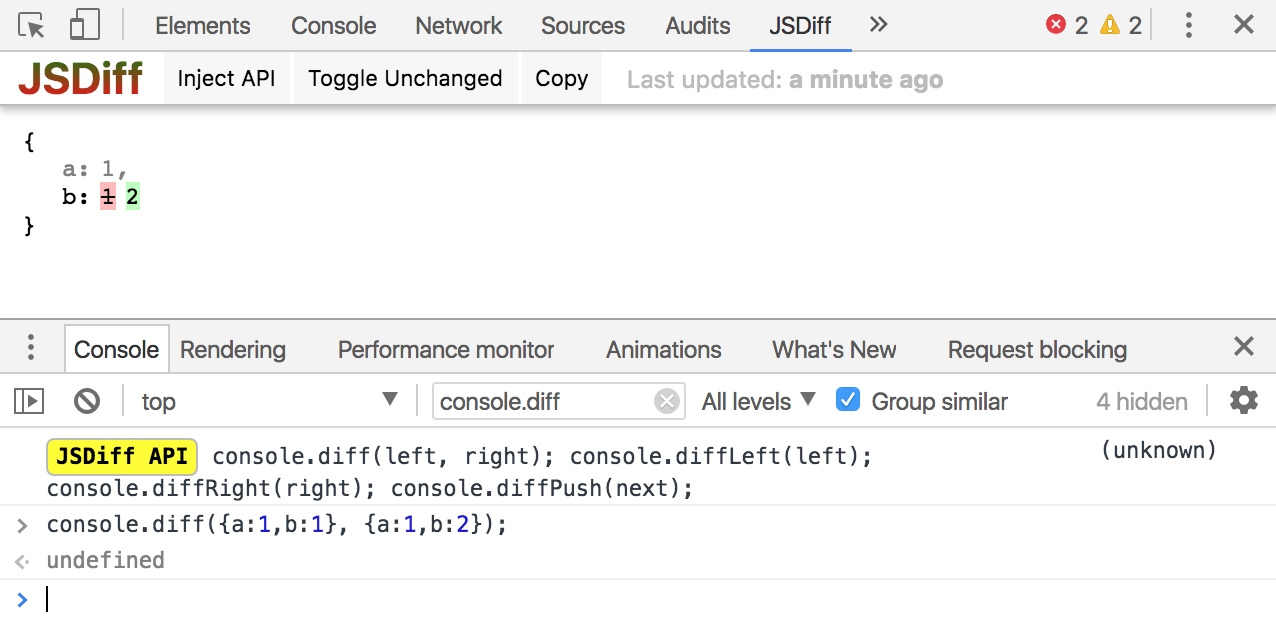 Elements Console Network Sources Audits JSDiff » 2 2
JSDiff Inject API Toggle Unchanged Copy Last updated: a minute ago
{
a: 1,
b: 1 2
}
Console Rendering Performance monitor Animations What's New Request blocking
top console.diff All levels Group similar 4 hidden
JSDiff API console.diff(left, right); console.diffLeft(left); (unknown)
console.diffRight(right); console.diffPush(next);
> console.diff({a:1,b:1}, {a:1,b:2});
undefined
>